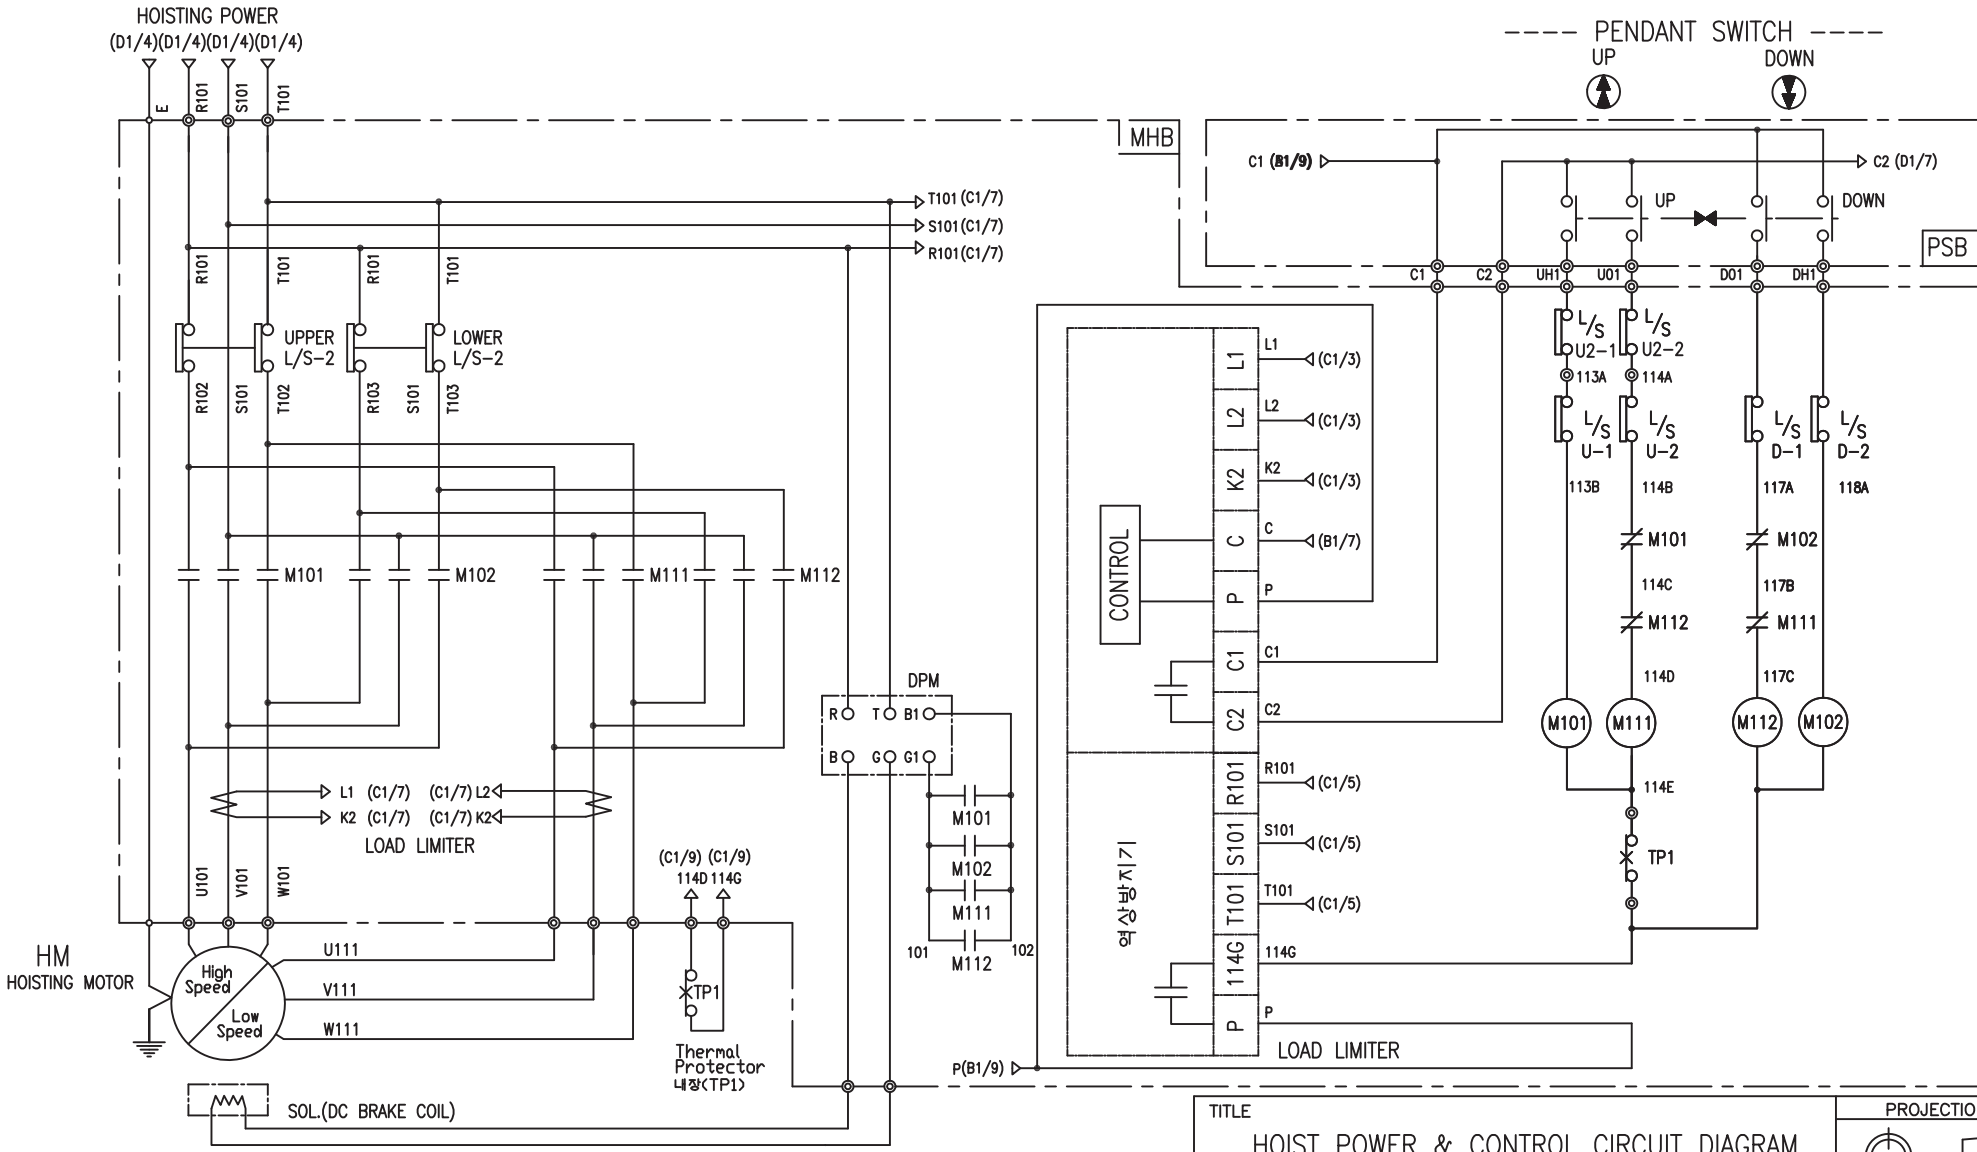 HOISTING POWER
(D1/4)(D1/4)(D1/4)(D1/4)
E
R101
S101
T101
MHB
T101(C1/7)
S101(C1/7)
R101(C1/7)
R101
T101
R101
T101
UPPER
L/S-2
LOWER
L/S-2
R102
S101
T102
R103
S101
T103
M101
M102
M111
M112
L1 (C1/7) (C1/7) L2
K2 (C1/7) (C1/7) K2
LOAD LIMITER
U101
V101
W101
HM
HOISTING MOTOR
High
Speed
Low
Speed
U111
V111
W111
(C1/9) (C1/9)
114D 114G
TP1
Thermal
Protector
내장(TP1)
SOL.(DC BRAKE COIL)
DPM
R T B1
B G G1
M101
M102
M111
M112
101
102
PENDANT SWITCH
UP
DOWN
C1 (B1/9)
C2 (D1/7)
UP
DOWN
PSB
C1 C2 UH1 U01 D01 DH1
L/S
U2-1
L/S
U2-2
113A
114A
L/S
U-1
L/S
U-2
L/S
D-1
L/S
D-2
113B
114B
117A
118A
M101
M102
114C
117B
M112
M111
114D
117C
M101
M111
M112
M102
114E
TP1
CONTROL
L1 L1 (C1/3)
L2 L2 (C1/3)
K2 K2 (C1/3)
C C (B1/7)
P P
C1 C1
C2 C2
R101 R101 (C1/5)
S101 S101 (C1/5)
T101 T101 (C1/5)
114G 114G
P P
역상방지기
LOAD LIMITER
P(B1/9)
TITLE
HOIST POWER & CONTROL CIRCUIT DIAGRAM
PROJECTIO